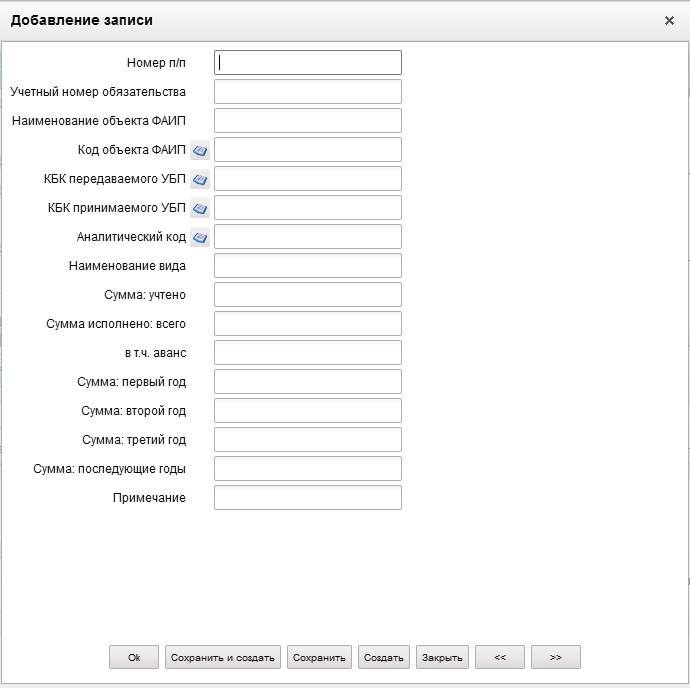 Добавление записи
Номер п/п
Учетный номер обязательства
Наименование объекта ФАИП
Код объекта ФАИП
КБК передаваемого УБП
КБК принимаемого УБП
Аналитический код
Наименование вида
Сумма: учтено
Сумма исполнено: всего
в т.ч. аванс
Сумма: первый год
Сумма: второй год
Сумма: третий год
Сумма: последующие годы
Примечание
Ok Сохранить и создать Сохранить Создать Закрыть << >>